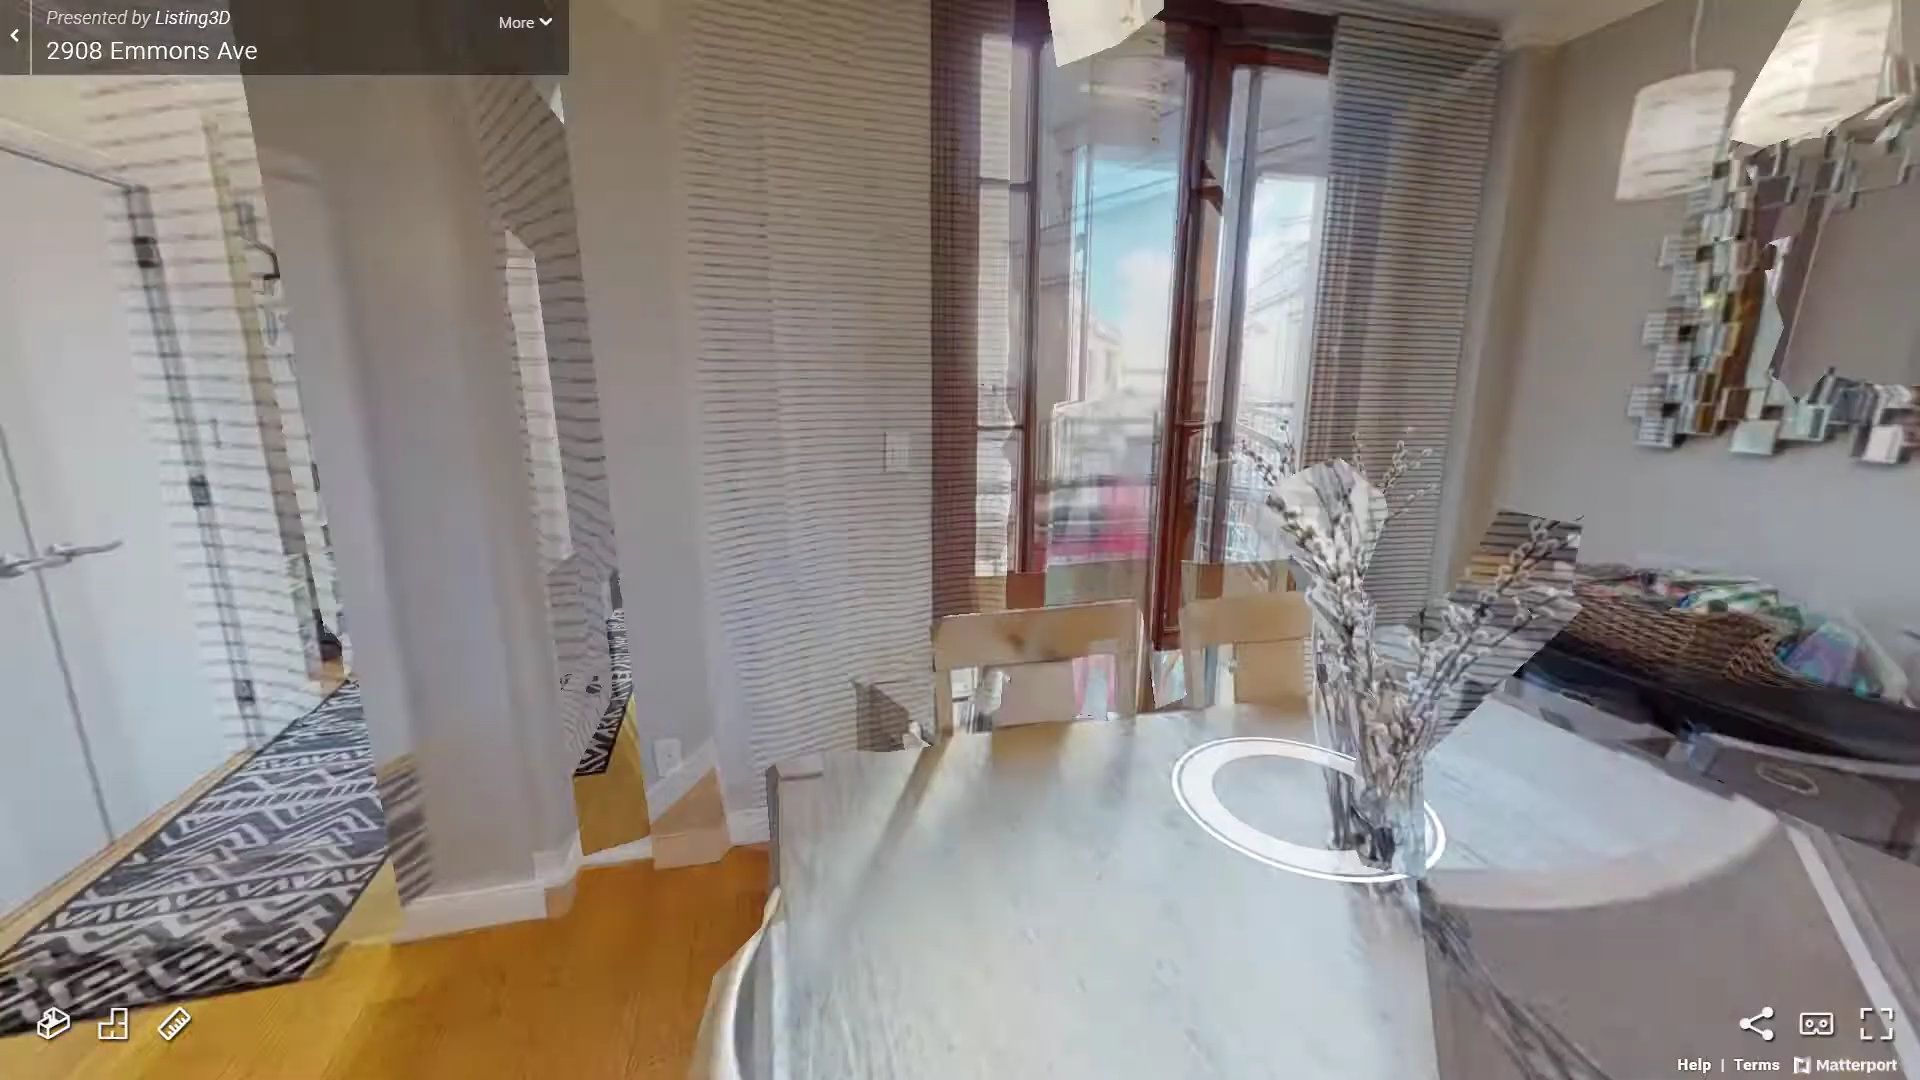 Presented by Listing3D
More
2908 Emmons Ave
Help | Terms
Matterport